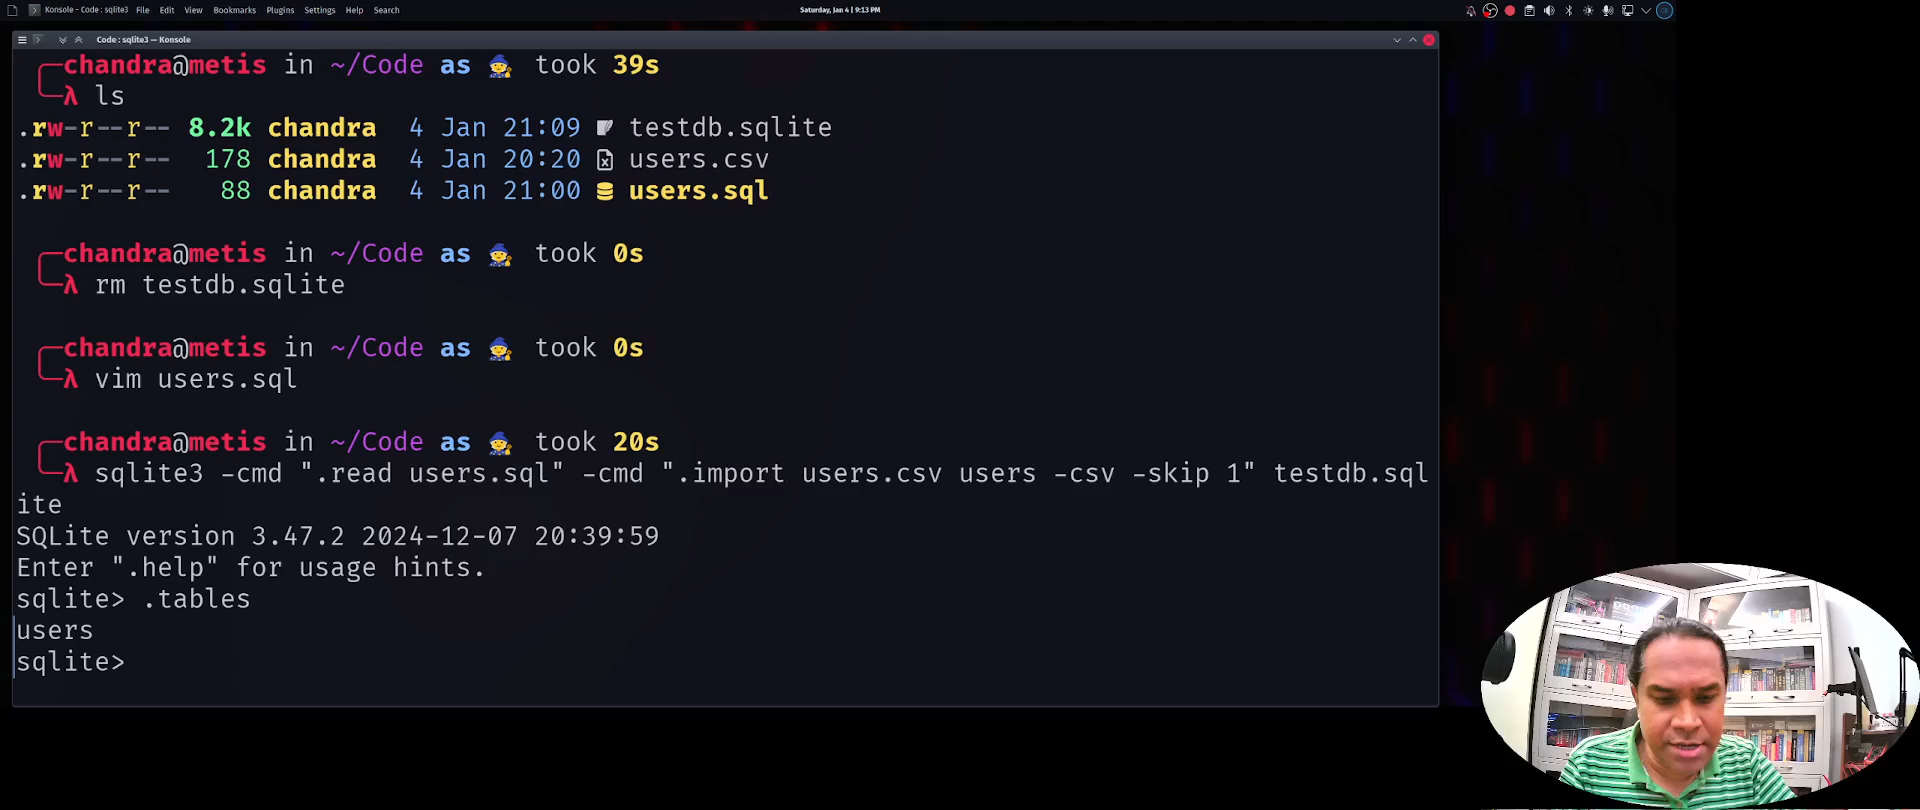 Konsole - Code : sqlite3 File Edit View Bookmarks Plugins Settings Help Search Saturday, Jan 4 | 9:13 PM
Code : sqlite3 — Konsole
chandra@metis in ~/Code as took 39s
λ ls
.rw-r--r-- 8.2k chandra 4 Jan 21:09 testdb.sqlite
.rw-r--r-- 178 chandra 4 Jan 20:20 users.csv
.rw-r--r-- 88 chandra 4 Jan 21:00 users.sql
chandra@metis in ~/Code as took 0s
λ rm testdb.sqlite
chandra@metis in ~/Code as took 0s
λ vim users.sql
chandra@metis in ~/Code as took 20s
λ sqlite3 -cmd ".read users.sql" -cmd ".import users.csv users -csv -skip 1" testdb.sql
ite
SQLite version 3.47.2 2024-12-07 20:39:59
Enter ".help" for usage hints.
sqlite> .tables
users
sqlite>